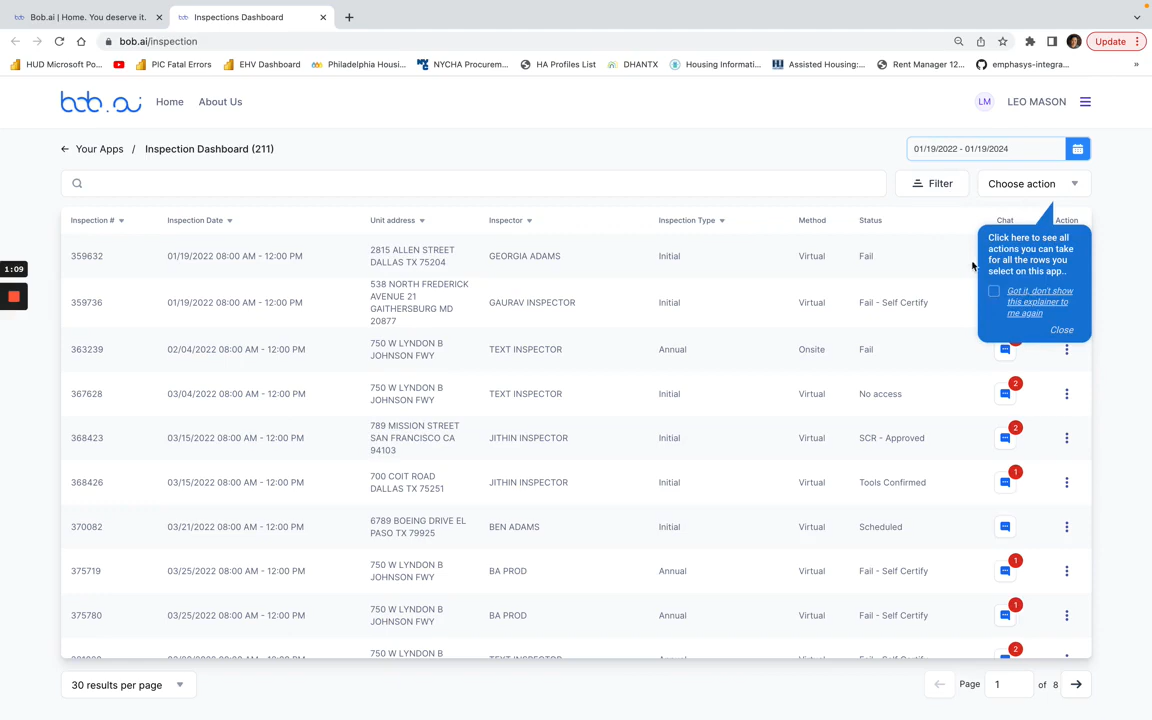 Bob.ai | Home. You deserve it.
Inspections Dashboard
bob.ai/inspection
Update
HUD Microsoft Po...
PIC Fatal Errors
EHV Dashboard
Philadelphia Housi...
NYCHA Procurem...
HA Profiles List
DHANTX
Housing Informati...
Assisted Housing:...
Rent Manager 12...
emphasys-integra...
»
bob.ai
Home
About Us
LM
LEO MASON
Your Apps / Inspection Dashboard (211)
01/19/2022 - 01/19/2024
Filter
Choose action
Inspection #
Inspection Date
Unit address
Inspector
Inspection Type
Method
Status
Chat
Action
359632
01/19/2022 08:00 AM - 12:00 PM
2815 ALLEN STREET
DALLAS TX 75204
GEORGIA ADAMS
Initial
Virtual
Fail
359736
01/19/2022 08:00 AM - 12:00 PM
538 NORTH FREDERICK
AVENUE 21
GAITHERSBURG MD
20877
GAURAV INSPECTOR
Initial
Virtual
Fail - Self Certify
Click here to see all
actions you can take
for all the rows you
select on this app..
Got it, don't show
this explainer to
me again
Close
1:09
363239
02/04/2022 08:00 AM - 12:00 PM
750 W LYNDON B
JOHNSON FWY
TEXT INSPECTOR
Annual
Onsite
Fail
367628
03/04/2022 08:00 AM - 12:00 PM
750 W LYNDON B
JOHNSON FWY
TEXT INSPECTOR
Initial
Virtual
No access
2
368423
03/15/2022 08:00 AM - 12:00 PM
789 MISSION STREET
SAN FRANCISCO CA
94103
JITHIN INSPECTOR
Initial
Virtual
SCR - Approved
2
368426
03/15/2022 08:00 AM - 12:00 PM
700 COIT ROAD
DALLAS TX 75251
JITHIN INSPECTOR
Initial
Virtual
Tools Confirmed
1
370082
03/21/2022 08:00 AM - 12:00 PM
6789 BOEING DRIVE EL
PASO TX 79925
BEN ADAMS
Initial
Virtual
Scheduled
375719
03/25/2022 08:00 AM - 12:00 PM
750 W LYNDON B
JOHNSON FWY
BA PROD
Annual
Virtual
Fail - Self Certify
1
375780
03/25/2022 08:00 AM - 12:00 PM
750 W LYNDON B
JOHNSON FWY
BA PROD
Annual
Virtual
Fail - Self Certify
1
750 W LYNDON B
2
30 results per page
Page
1
of 8